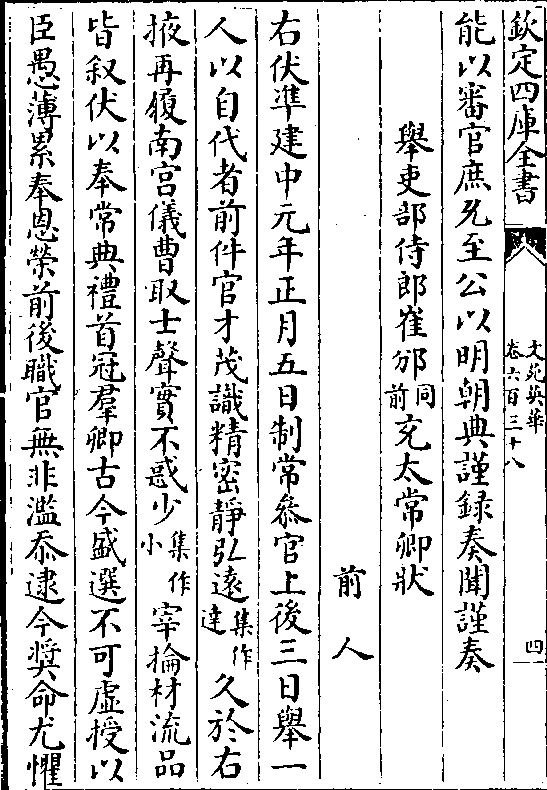 欽定四庫全書
文苑英華
卷六百三十八
四
能以審官庶允至公以明朝典謹録奏聞謹奏
舉吏部侍郎崔邠同前充太常卿狀
前人
右伏準建中元年正月五日制常叅官上後三日舉一
人以自代者前件官才茂識精密靜弘遠集作達久於右
掖再履南宫儀曹取士聲實不惑少集作小宰掄材流品
皆叙伏以奉常典禮首冠羣卿古今盛選不可虚授以
臣愚薄累奉恩榮前後職官無非濫忝逮今奬命尤懼